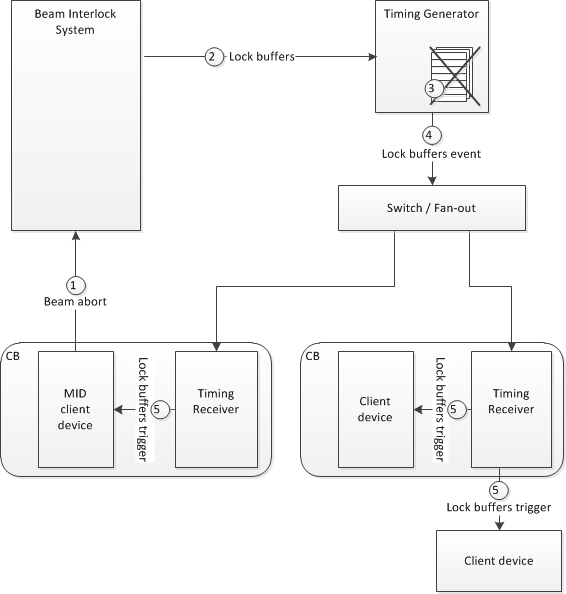 Beam Interlock
System
2
Lock buffers
Timing Generator
3
4
Lock buffers event
Switch / Fan-out
1
Beam abort
CB
MID
client
device
Lock buffers trigger
5
Timing
Receiver
CB
Client
device
Lock buffers trigger
5
Timing
Receiver
5
Lock buffers trigger
Client device